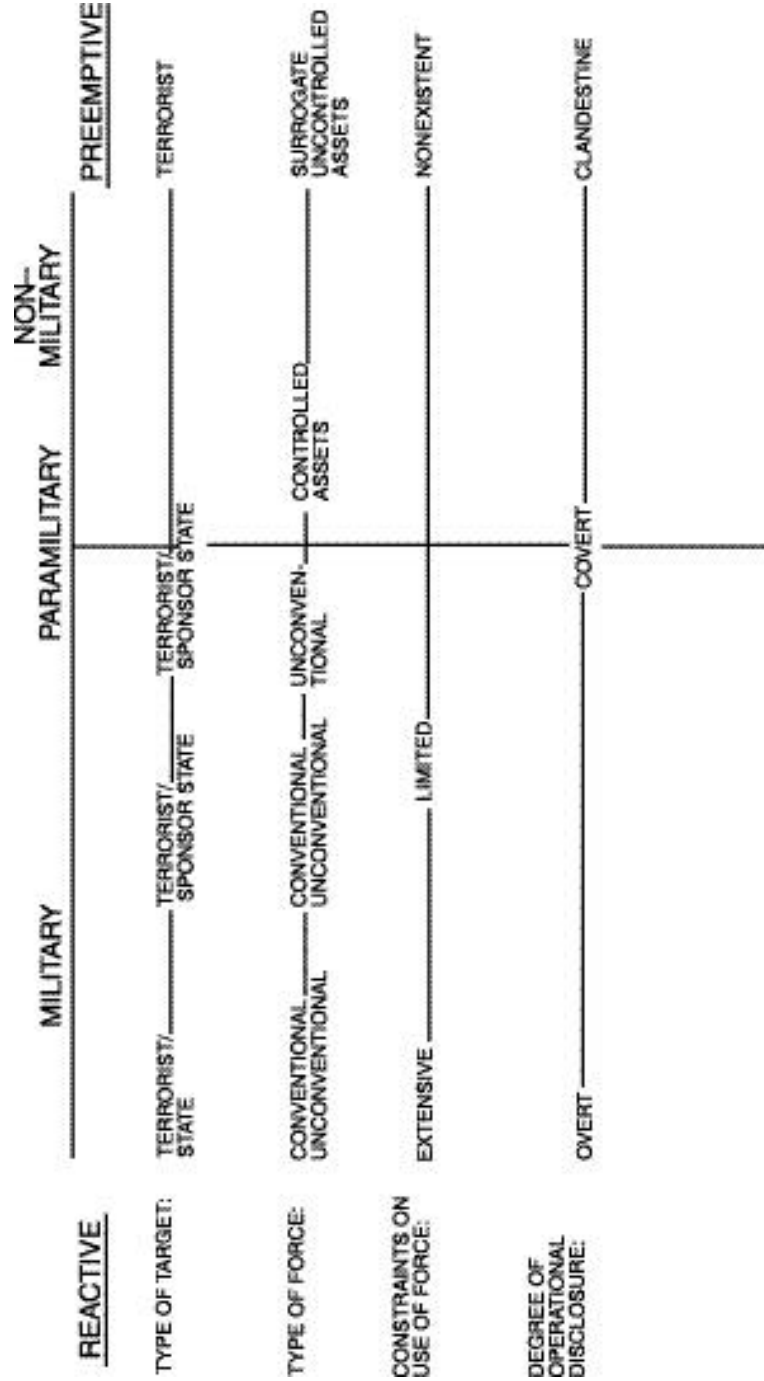 NON-
MILITARY PARAMILITARY MILITARY
REACTIVE PREEMPTIVE
TYPE OF TARGET: TERRORIST/ TERRORIST/ TERRORIST/ TERRORIST
STATE SPONSOR STATE SPONSOR STATE
TYPE OF FORCE: CONVENTIONAL CONVENTIONAL UNCONVEN- CONTROLLED SURROGATE
UNCONVENTIONAL UNCONVENTIONAL TIONAL ASSETS UNCONTROLLED
ASSETS
CONSTRAINTS ON
USE OF FORCE: EXTENSIVE LIMITED NONEXISTENT
DEGREE OF
OPERATIONAL
DISCLOSURE: OVERT COVERT CLANDESTINE